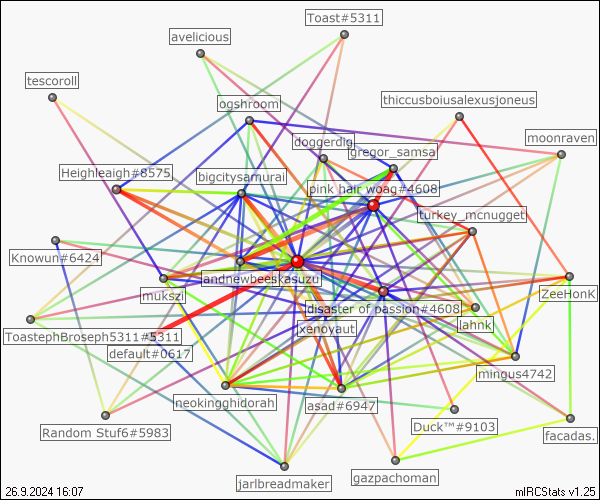 Toast#5311
avelicious
tescoroll
ogshroom
thiccusboiusalexusjoneus
doggerdig
gregor_samsa
moonraven
Heighleaigh#8575
bigcitysamurai
pink hair woag#4608
turkey_mcnugget
Knowun#6424
andnewbeeskasuzu
mukszi
disaster of passion#4608
ZeeHonK
lahnk
xenoyaut
ToastephBroseph5311#5311
default#0617
mingus4742
neokingghidorah
asad#6947
Duck™#9103
facadas.
Random Stuf6#5983
jarlbreadmaker
gazpachoman
26.9.2024 16:07
mIRCStats v1.25